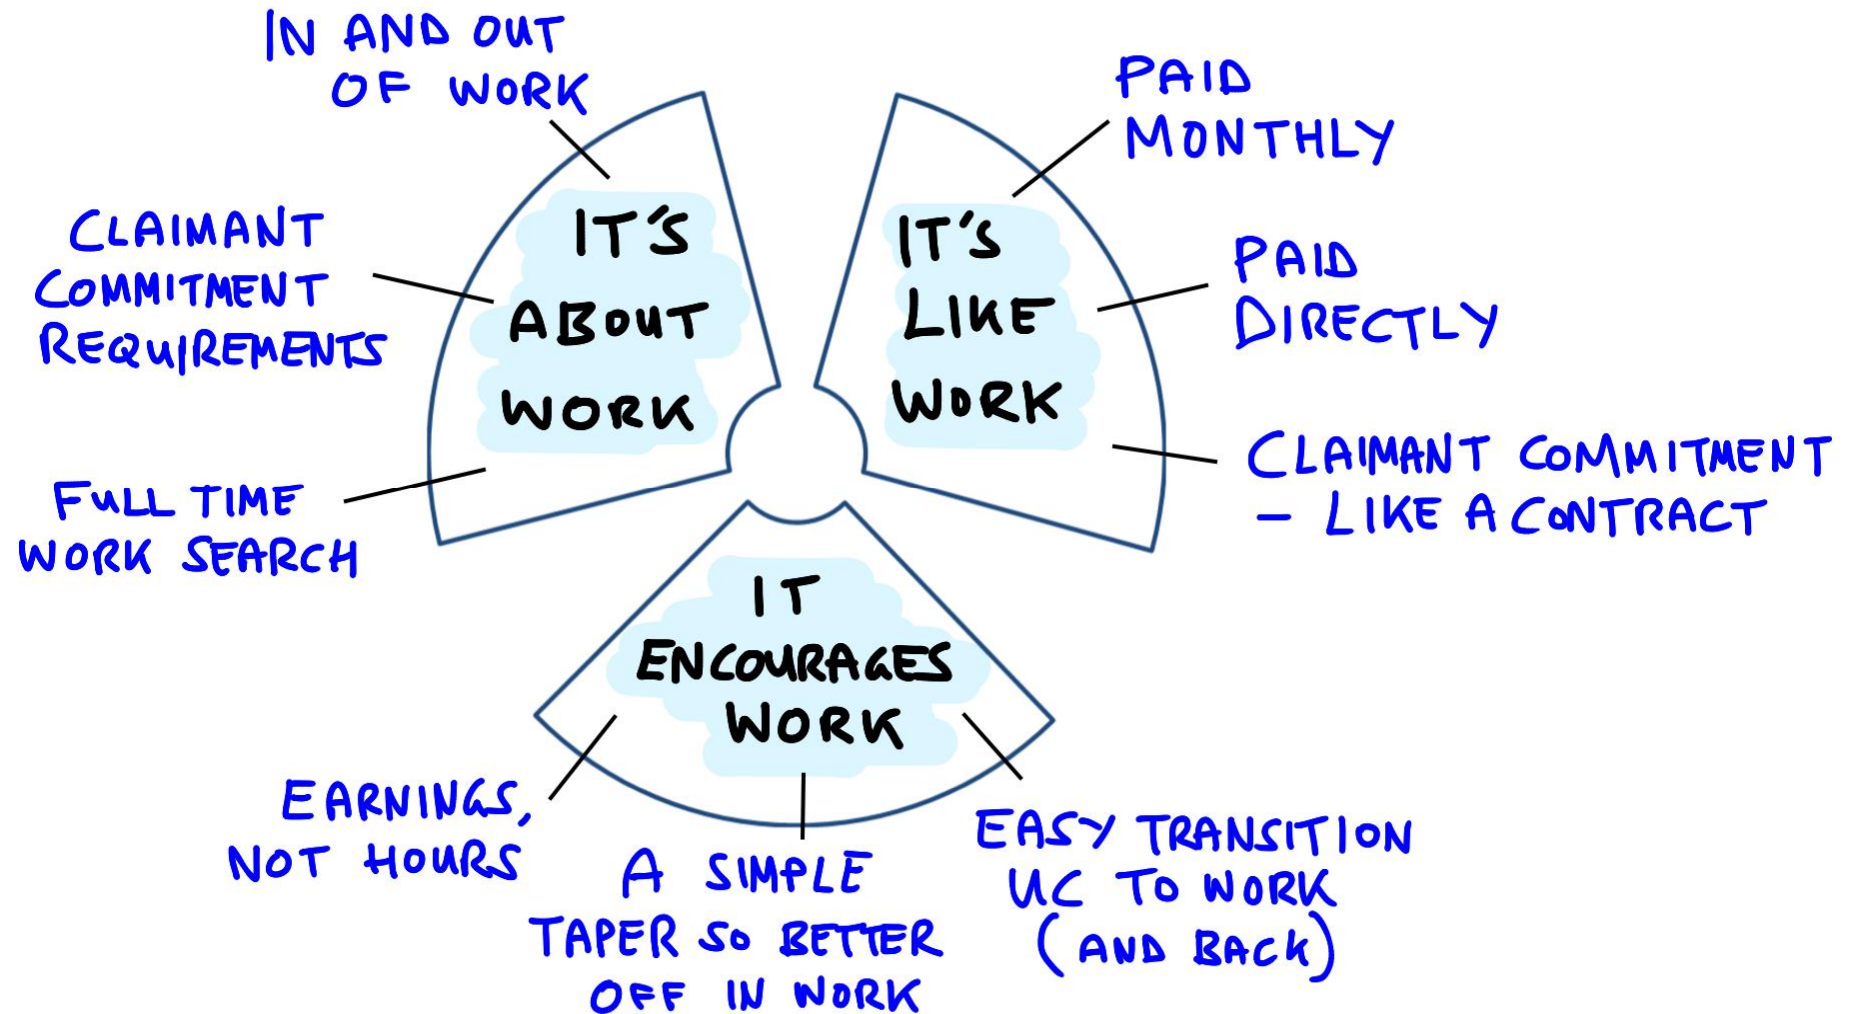 IN AND OUT
OF WORK
CLAIMANT
COMMITMENT
REQUIREMENTS
FULL TIME
WORK SEARCH
IT'S
ABOUT
WORK
IT'S
LIKE
WORK
PAID
MONTHLY
PAID
DIRECTLY
CLAIMANT COMMITMENT
– LIKE A CONTRACT
IT
ENCOURAGES
WORK
EARNINGS,
NOT HOURS
A SIMPLE
TAPER SO BETTER
OFF IN WORK
EASY TRANSITION
UC TO WORK
(AND BACK)